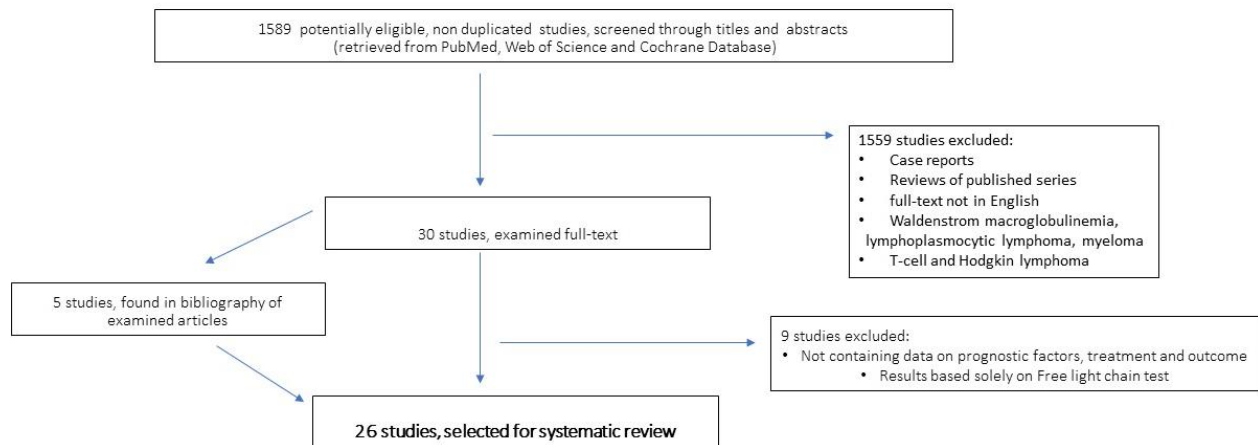 1589 potentially eligible, non duplicated studies, screened through titles and abstracts
(retrieved from PubMed, Web of Science and Cochrane Database)
1559 studies excluded:
• Case reports
• Reviews of published series
• full-text not in English
• Waldenstrom macroglobulinemia,
lymphoplasmocytic lymphoma, myeloma
• T-cell and Hodgkin lymphoma
30 studies, examined full-text
5 studies, found in bibliography of
examined articles
9 studies excluded:
• Not containing data on prognostic factors, treatment and outcome
• Results based solely on Free light chain test
26 studies, selected for systematic review